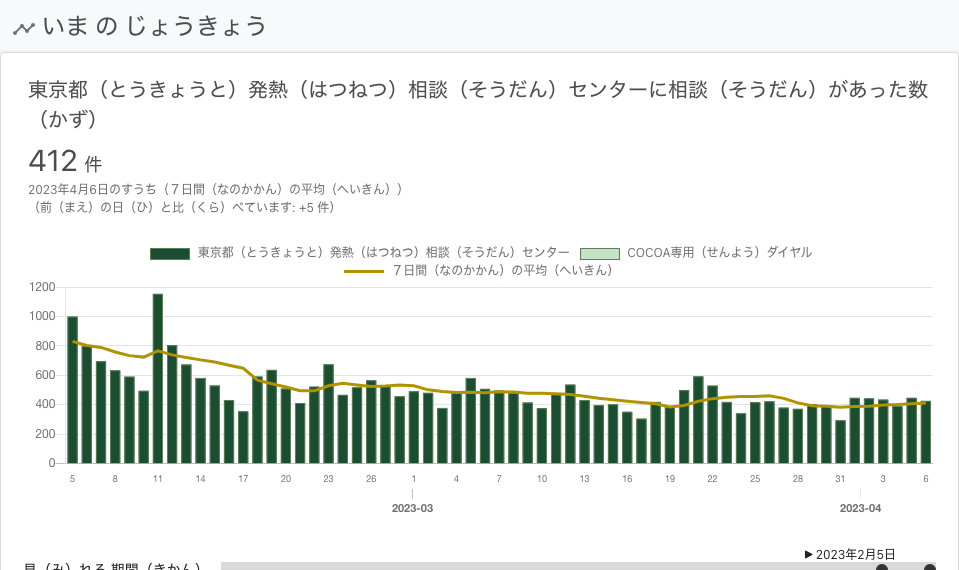 いま の じょうきょう
東京都（とうきょうと）発熱（はつねつ）相談（そうだん）センターに相談（そうだん）があった数
（かず）
412 件
2023年4月6日のすうち（７日間（なのかかん）の平均（へいきん））
（前（まえ）の日（ひ）と比（くら）べています: +5 件）
東京都（とうきょうと）発熱（はつねつ）相談（そうだん）センター COCOA専用（せんよう）ダイヤル
７日間（なのかかん）の平均（へいきん）
1200
1000
800
600
400
200
0
5 8 11 14 17 20 23 26 1 4 7 10 13 16 19 22 25 28 31 3 6
2023-03 2023-04
▶ 2023年2月5日
見（み）れる 期間（きかん）